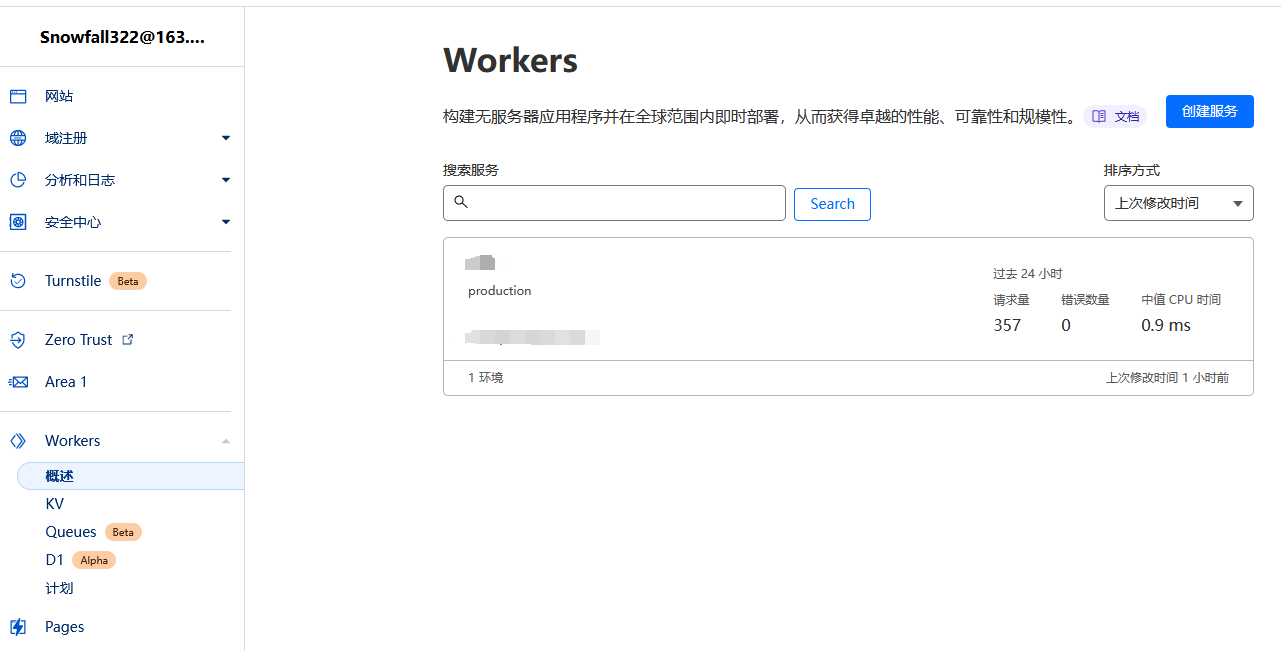 Snowfall322@163....
网站
域注册
分析和日志
安全中心
Turnstile Beta
Zero Trust
Area 1
Workers
概述
KV
Queues Beta
D1 Alpha
计划
Pages
Workers
构建无服务器应用程序并在全球范围内即时部署，从而获得卓越的性能、可靠性和规模性。 文档
创建服务
搜索服务
Search
排序方式
上次修改时间
production
过去 24 小时
请求量 错误数量 中值 CPU 时间
357 0 0.9 ms
1 环境
上次修改时间 1 小时前